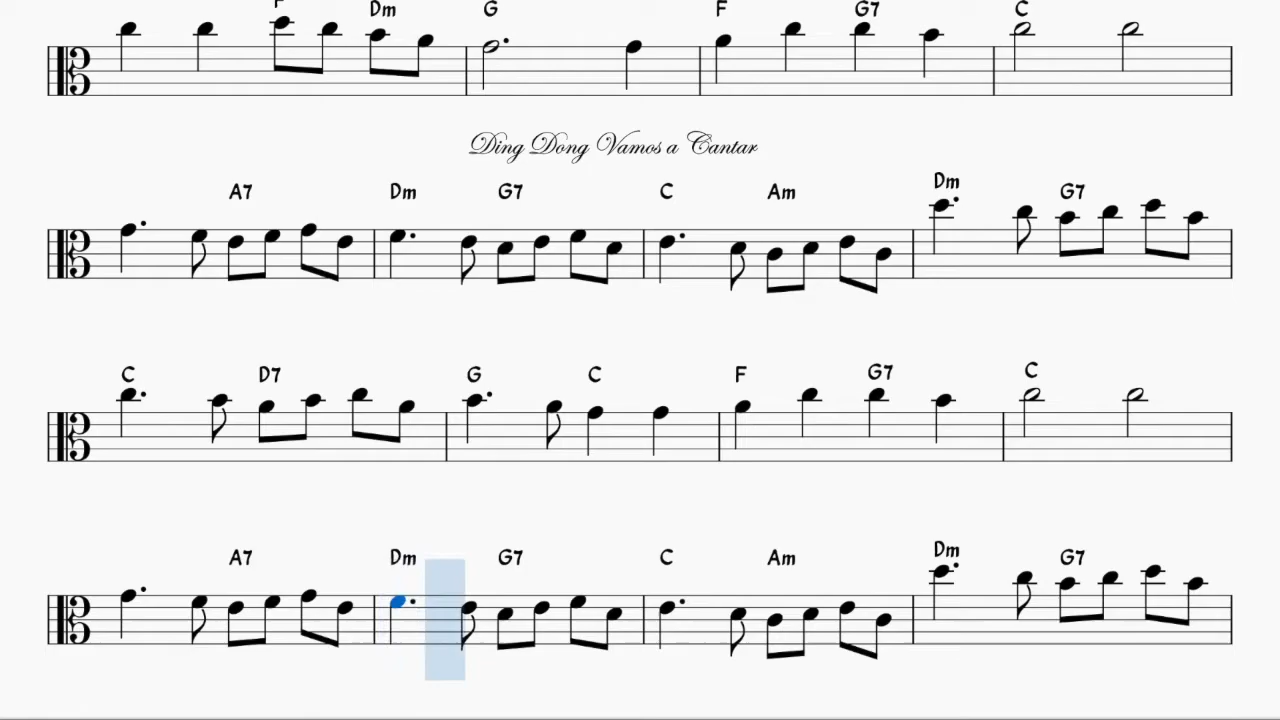 F Dm G F G7 C
Ding Dong Vamos a Cantar
A7 Dm G7 C Am Dm G7
C D7 G C F G7 C
A7 Dm G7 C Am Dm G7